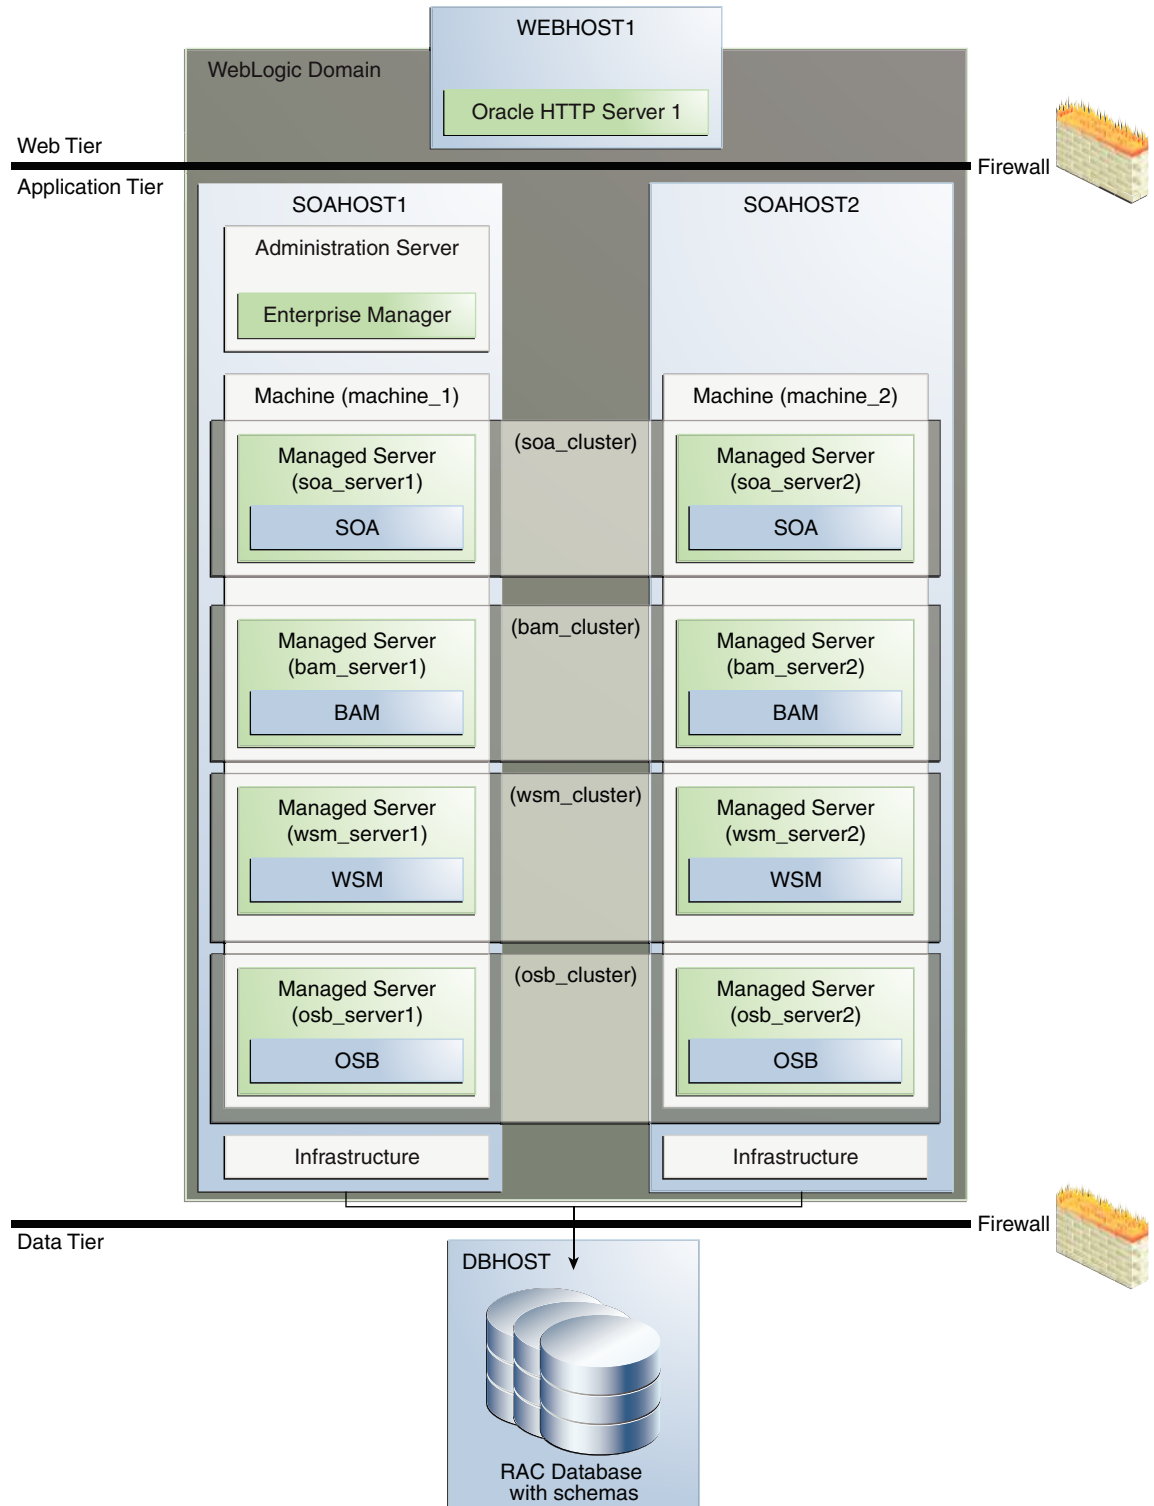 WEBHOST1
WebLogic Domain
Oracle HTTP Server 1
Web Tier
Firewall
Application Tier
SOAHOST1
SOAHOST2
Administration Server
Enterprise Manager
Machine (machine_1)
Machine (machine_2)
(soa_cluster)
Managed Server
(soa_server1)
SOA
Managed Server
(soa_server2)
SOA
(bam_cluster)
Managed Server
(bam_server1)
BAM
Managed Server
(bam_server2)
BAM
(wsm_cluster)
Managed Server
(wsm_server1)
WSM
Managed Server
(wsm_server2)
WSM
(osb_cluster)
Managed Server
(osb_server1)
OSB
Managed Server
(osb_server2)
OSB
Infrastructure
Infrastructure
Firewall
Data Tier
DBHOST
RAC Database
with schemas